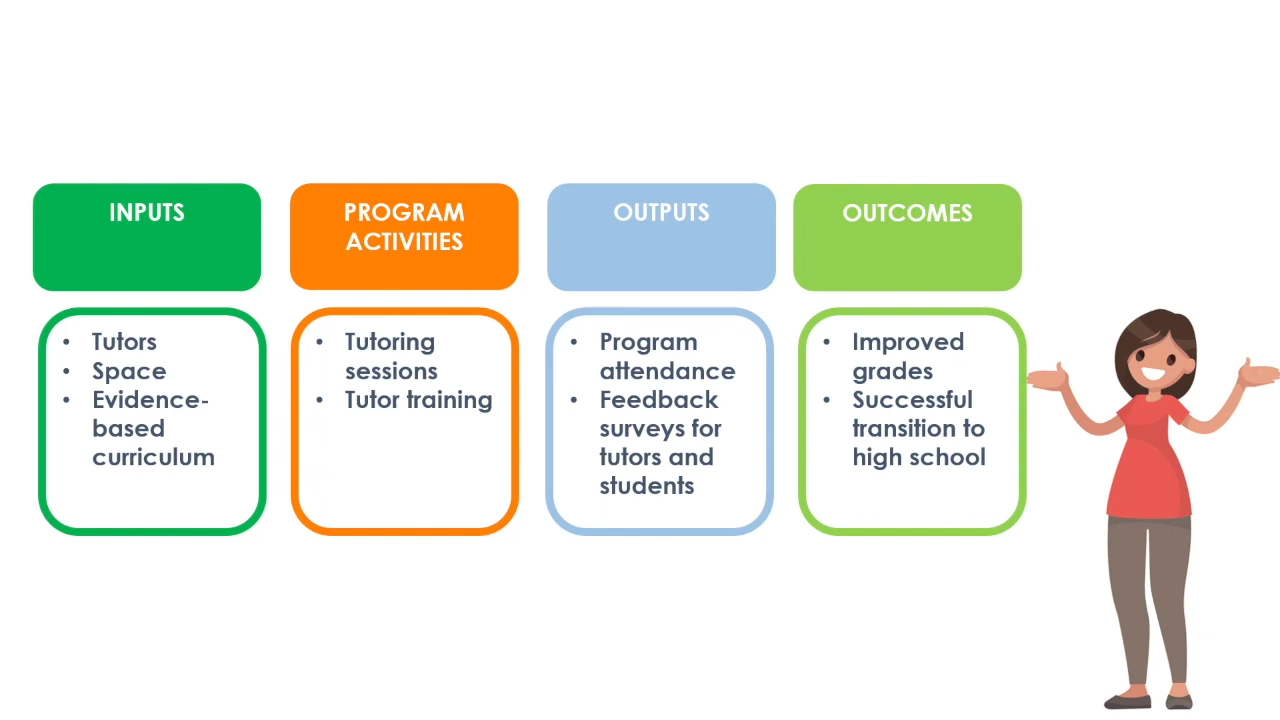 INPUTS
PROGRAM
ACTIVITIES
OUTPUTS
OUTCOMES
• Tutors
• Space
• Evidence-
based
curriculum
• Tutoring
sessions
• Tutor training
• Program
attendance
• Feedback
surveys for
tutors and
students
• Improved
grades
• Successful
transition to
high school